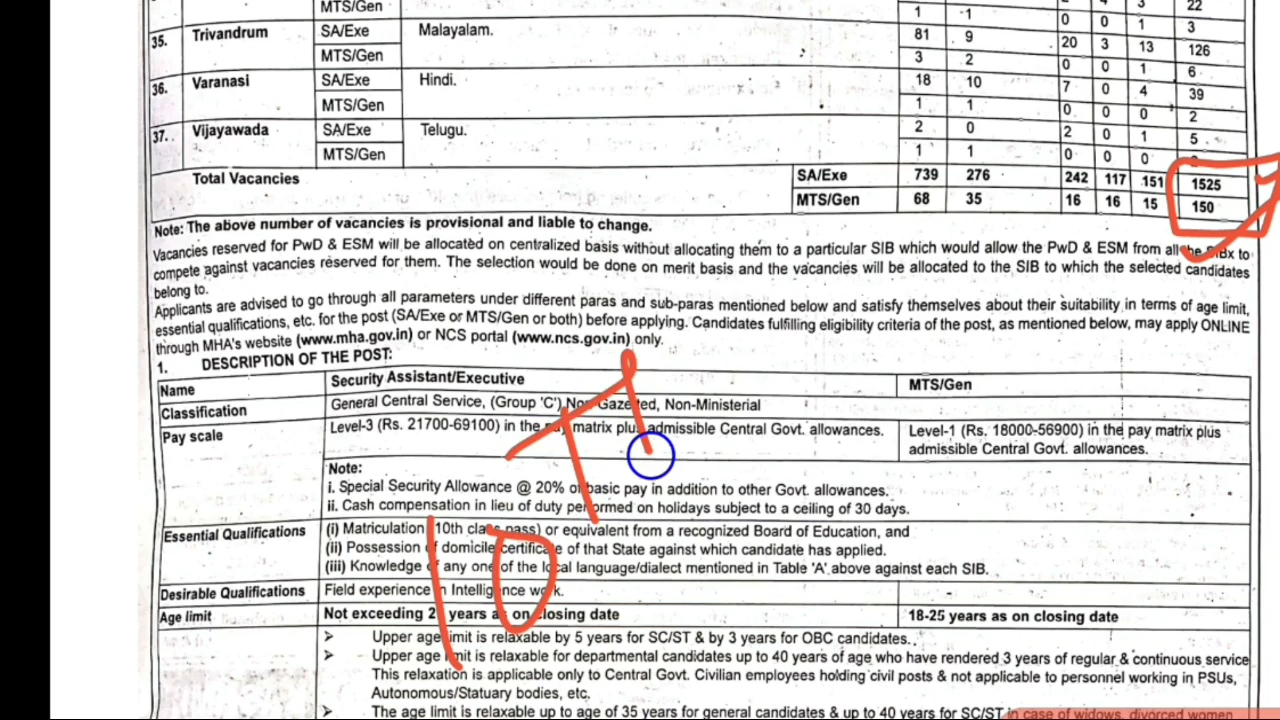 MTS/Gen 22
35. Trivandrum SA/Exe Malayalam. 1 1 0 0 1 3
MTS/Gen 81 9 20 3 13 126
36. Varanasi SA/Exe Hindi. 3 2 0 0 1 6
MTS/Gen 18 10 7 0 4 39
37. Vijayawada SA/Exe Telugu. 1 1 0 0 0 2
MTS/Gen 2 0 2 0 1 5
1 1 0 0 0
Total Vacancies SA/Exe 739 276 242 117 151 1525
MTS/Gen 68 35 16 16 15 150
Note: The above number of vacancies is provisional and liable to change.
Vacancies reserved for PwD & ESM will be allocated on centralized basis without allocating them to a particular SIB which would allow the PwD & ESM from all the SIBx to
compete against vacancies reserved for them. The selection would be done on merit basis and the vacancies will be allocated to the SIB to which the selected candidates
belong to.
Applicants are advised to go through all parameters under different paras and sub-paras mentioned below and satisfy themselves about their suitability in terms of age limit,
essential qualifications, etc. for the post (SA/Exe or MTS/Gen or both) before applying. Candidates fulfilling eligibility criteria of the post, as mentioned below, may apply ONLINE
through MHA's website (www.mha.gov.in) or NCS portal (www.ncs.gov.in) only.
1. DESCRIPTION OF THE POST:
Name Security Assistant/Executive MTS/Gen
Classification General Central Service, (Group 'C') Non Gazetted, Non-Ministerial
Pay scale Level-3 (Rs. 21700-69100) in the pay matrix plus admissible Central Govt. allowances. Level-1 (Rs. 18000-56900) in the pay matrix plus
admissible Central Govt. allowances.
Note:
i. Special Security Allowance @ 20% of basic pay in addition to other Govt. allowances.
ii. Cash compensation in lieu of duty performed on holidays subject to a ceiling of 30 days.
Essential Qualifications (i) Matriculation (10th class pass) or equivalent from a recognized Board of Education, and
(ii) Possession of domicile certificate of that State against which candidate has applied.
(iii) Knowledge of any one of the local language/dialect mentioned in Table 'A' above against each SIB.
Desirable Qualifications Field experience in Intelligence work.
Age limit Not exceeding 2 years as on closing date 18-25 years as on closing date
➢ Upper age limit is relaxable by 5 years for SC/ST & by 3 years for OBC candidates.
➢ Upper age limit is relaxable for departmental candidates up to 40 years of age who have rendered 3 years of regular & continuous service
This relaxation is applicable only to Central Govt. Civilian employees holding civil posts & not applicable to personnel working in PSUs,
Autonomous/Statuary bodies, etc.
➢ The age limit is relaxable up to age of 35 years for general candidates & up to 40 years for SC/ST in case of widows, divorced women
10